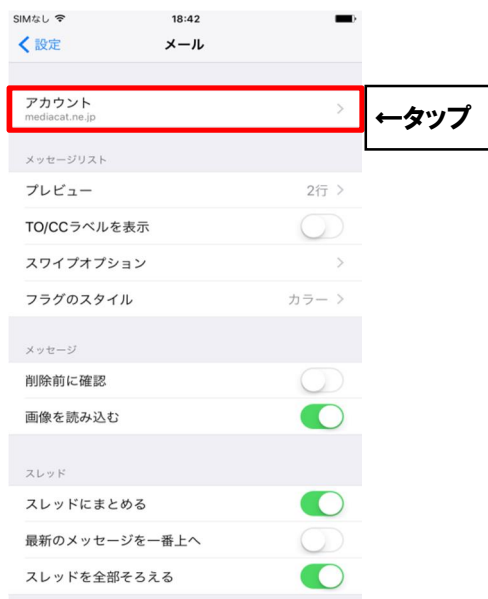 SIMなし 18:42
設定 メール
アカウント
mediacat.ne.jp
←タップ
メッセージリスト
プレビュー 2行
TO/CCラベルを表示
スワイプオプション
フラグのスタイル カラー
メッセージ
削除前に確認
画像を読み込む
スレッド
スレッドにまとめる
最新のメッセージを一番上へ
スレッドを全部そろえる